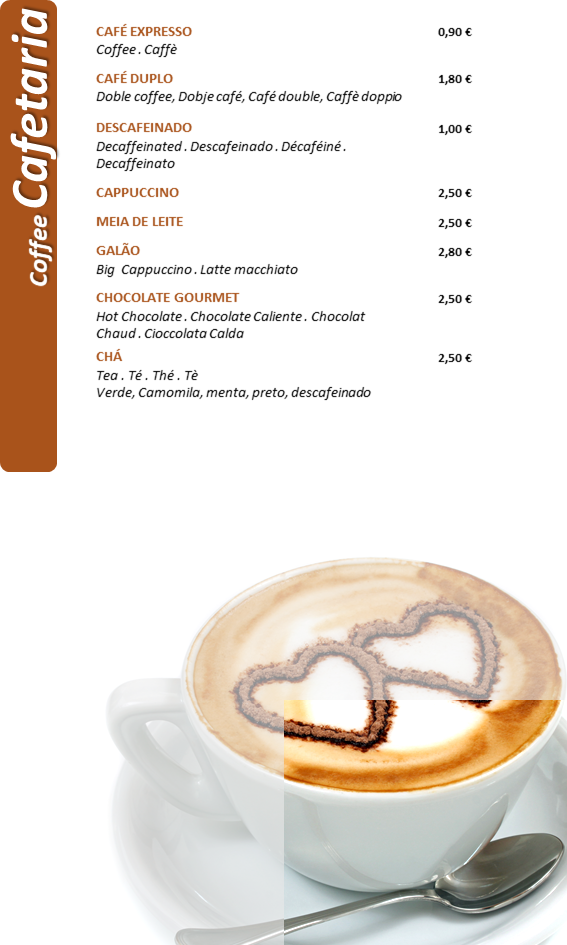 Coffee Cafetaria
CAFÉ EXPRESSO 0,90 €
Coffee . Caffè
CAFÉ DUPLO 1,80 €
Doble coffee, Dobje café, Café double, Caffè doppio
DESCAFEINADO 1,00 €
Decaffeinated . Descafeinado . Décaféiné .
Decaffeinato
CAPPUCCINO 2,50 €
MEIA DE LEITE 2,50 €
GALÃO 2,80 €
Big Cappuccino . Latte macchiato
CHOCOLATE GOURMET 2,50 €
Hot Chocolate . Chocolate Caliente . Chocolat
Chaud . Cioccolata Calda
CHÁ 2,50 €
Tea . Té . Thé . Tè
Verde, Camomila, menta, preto, descafeinado